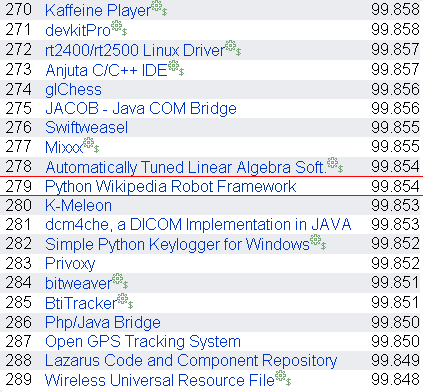 270 Kaffeine Player $ 99.858
271 devkitPro $ 99.858
272 rt2400/rt2500 Linux Driver $ 99.857
273 Anjuta C/C++ IDE $ 99.857
274 glChess 99.856
275 JACOB - Java COM Bridge 99.856
276 Swiftweasel 99.855
277 Mixxx $ 99.855
278 Automatically Tuned Linear Algebra Soft. $ 99.854
279 Python Wikipedia Robot Framework 99.854
280 K-Meleon 99.853
281 dcm4che, a DICOM Implementation in JAVA 99.853
282 Simple Python Keylogger for Windows $ 99.852
283 Privoxy 99.852
284 bitweaver $ 99.851
285 BtiTracker $ 99.851
286 Php/Java Bridge 99.850
287 Open GPS Tracking System 99.850
288 Lazarus Code and Component Repository 99.849
289 Wireless Universal Resource File $ 99.848